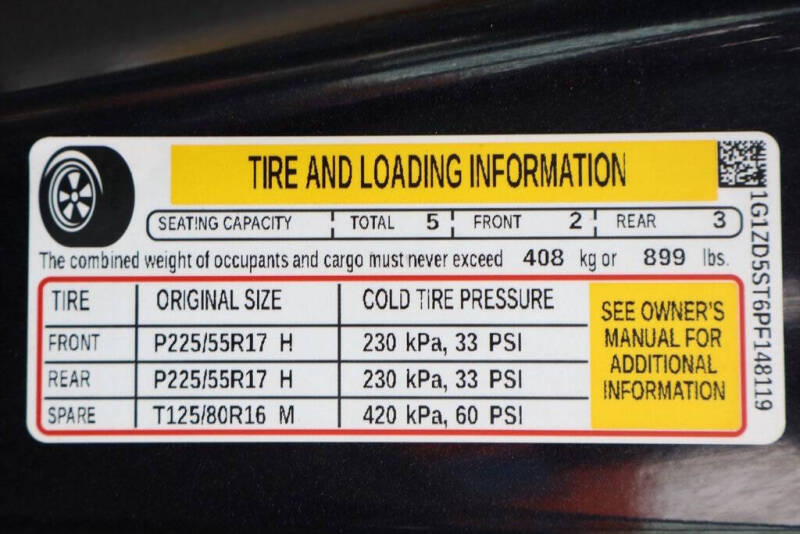 TIRE AND LOADING INFORMATION
SEATING CAPACITY TOTAL 5 FRONT 2 REAR 3
The combined weight of occupants and cargo must never exceed 408 kg or 899 lbs.
TIRE ORIGINAL SIZE COLD TIRE PRESSURE
FRONT P225/55R17 H 230 kPa, 33 PSI
REAR P225/55R17 H 230 kPa, 33 PSI
SPARE T125/80R16 M 420 kPa, 60 PSI
SEE OWNER'S
MANUAL FOR
ADDITIONAL
INFORMATION
1G1ZD5ST6PF148119